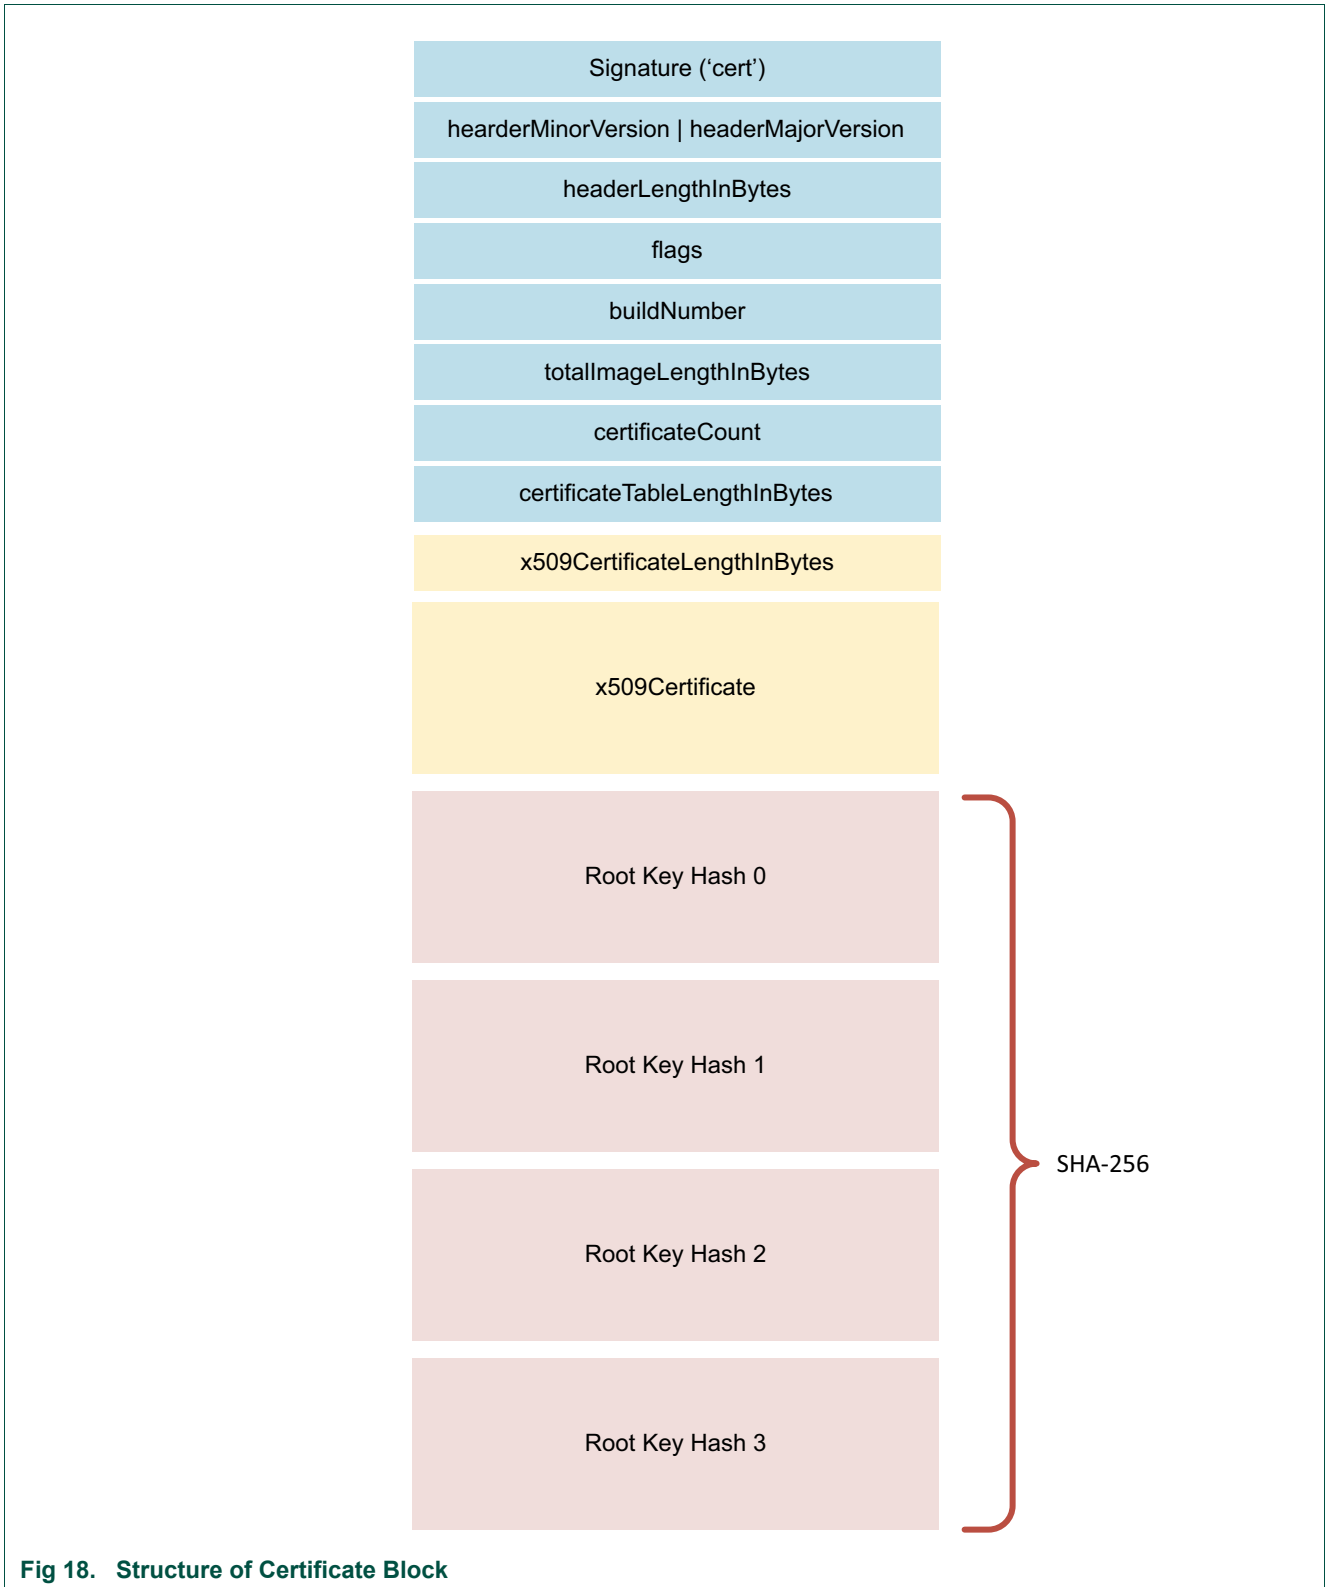 Signature (‘cert’)
hearderMinorVersion | headerMajorVersion
headerLengthInBytes
flags
buildNumber
totalImageLengthInBytes
certificateCount
certificateTableLengthInBytes
x509CertificateLengthInBytes
x509Certificate
Root Key Hash 0
Root Key Hash 1
SHA-256
Root Key Hash 2
Root Key Hash 3
Fig 18. Structure of Certificate Block